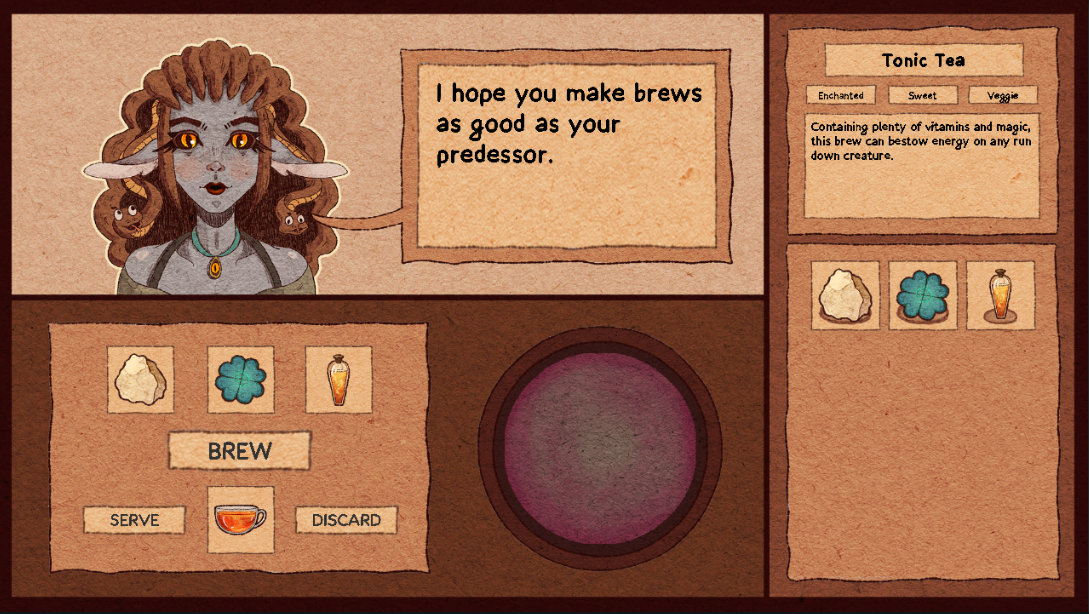 I hope you make brews
as good as your
predessor.
Tonic Tea
Enchanted
Sweet
Veggie
Containing plenty of vitamins and magic,
this brew can bestow energy on any run
down creature.
BREW
SERVE
DISCARD